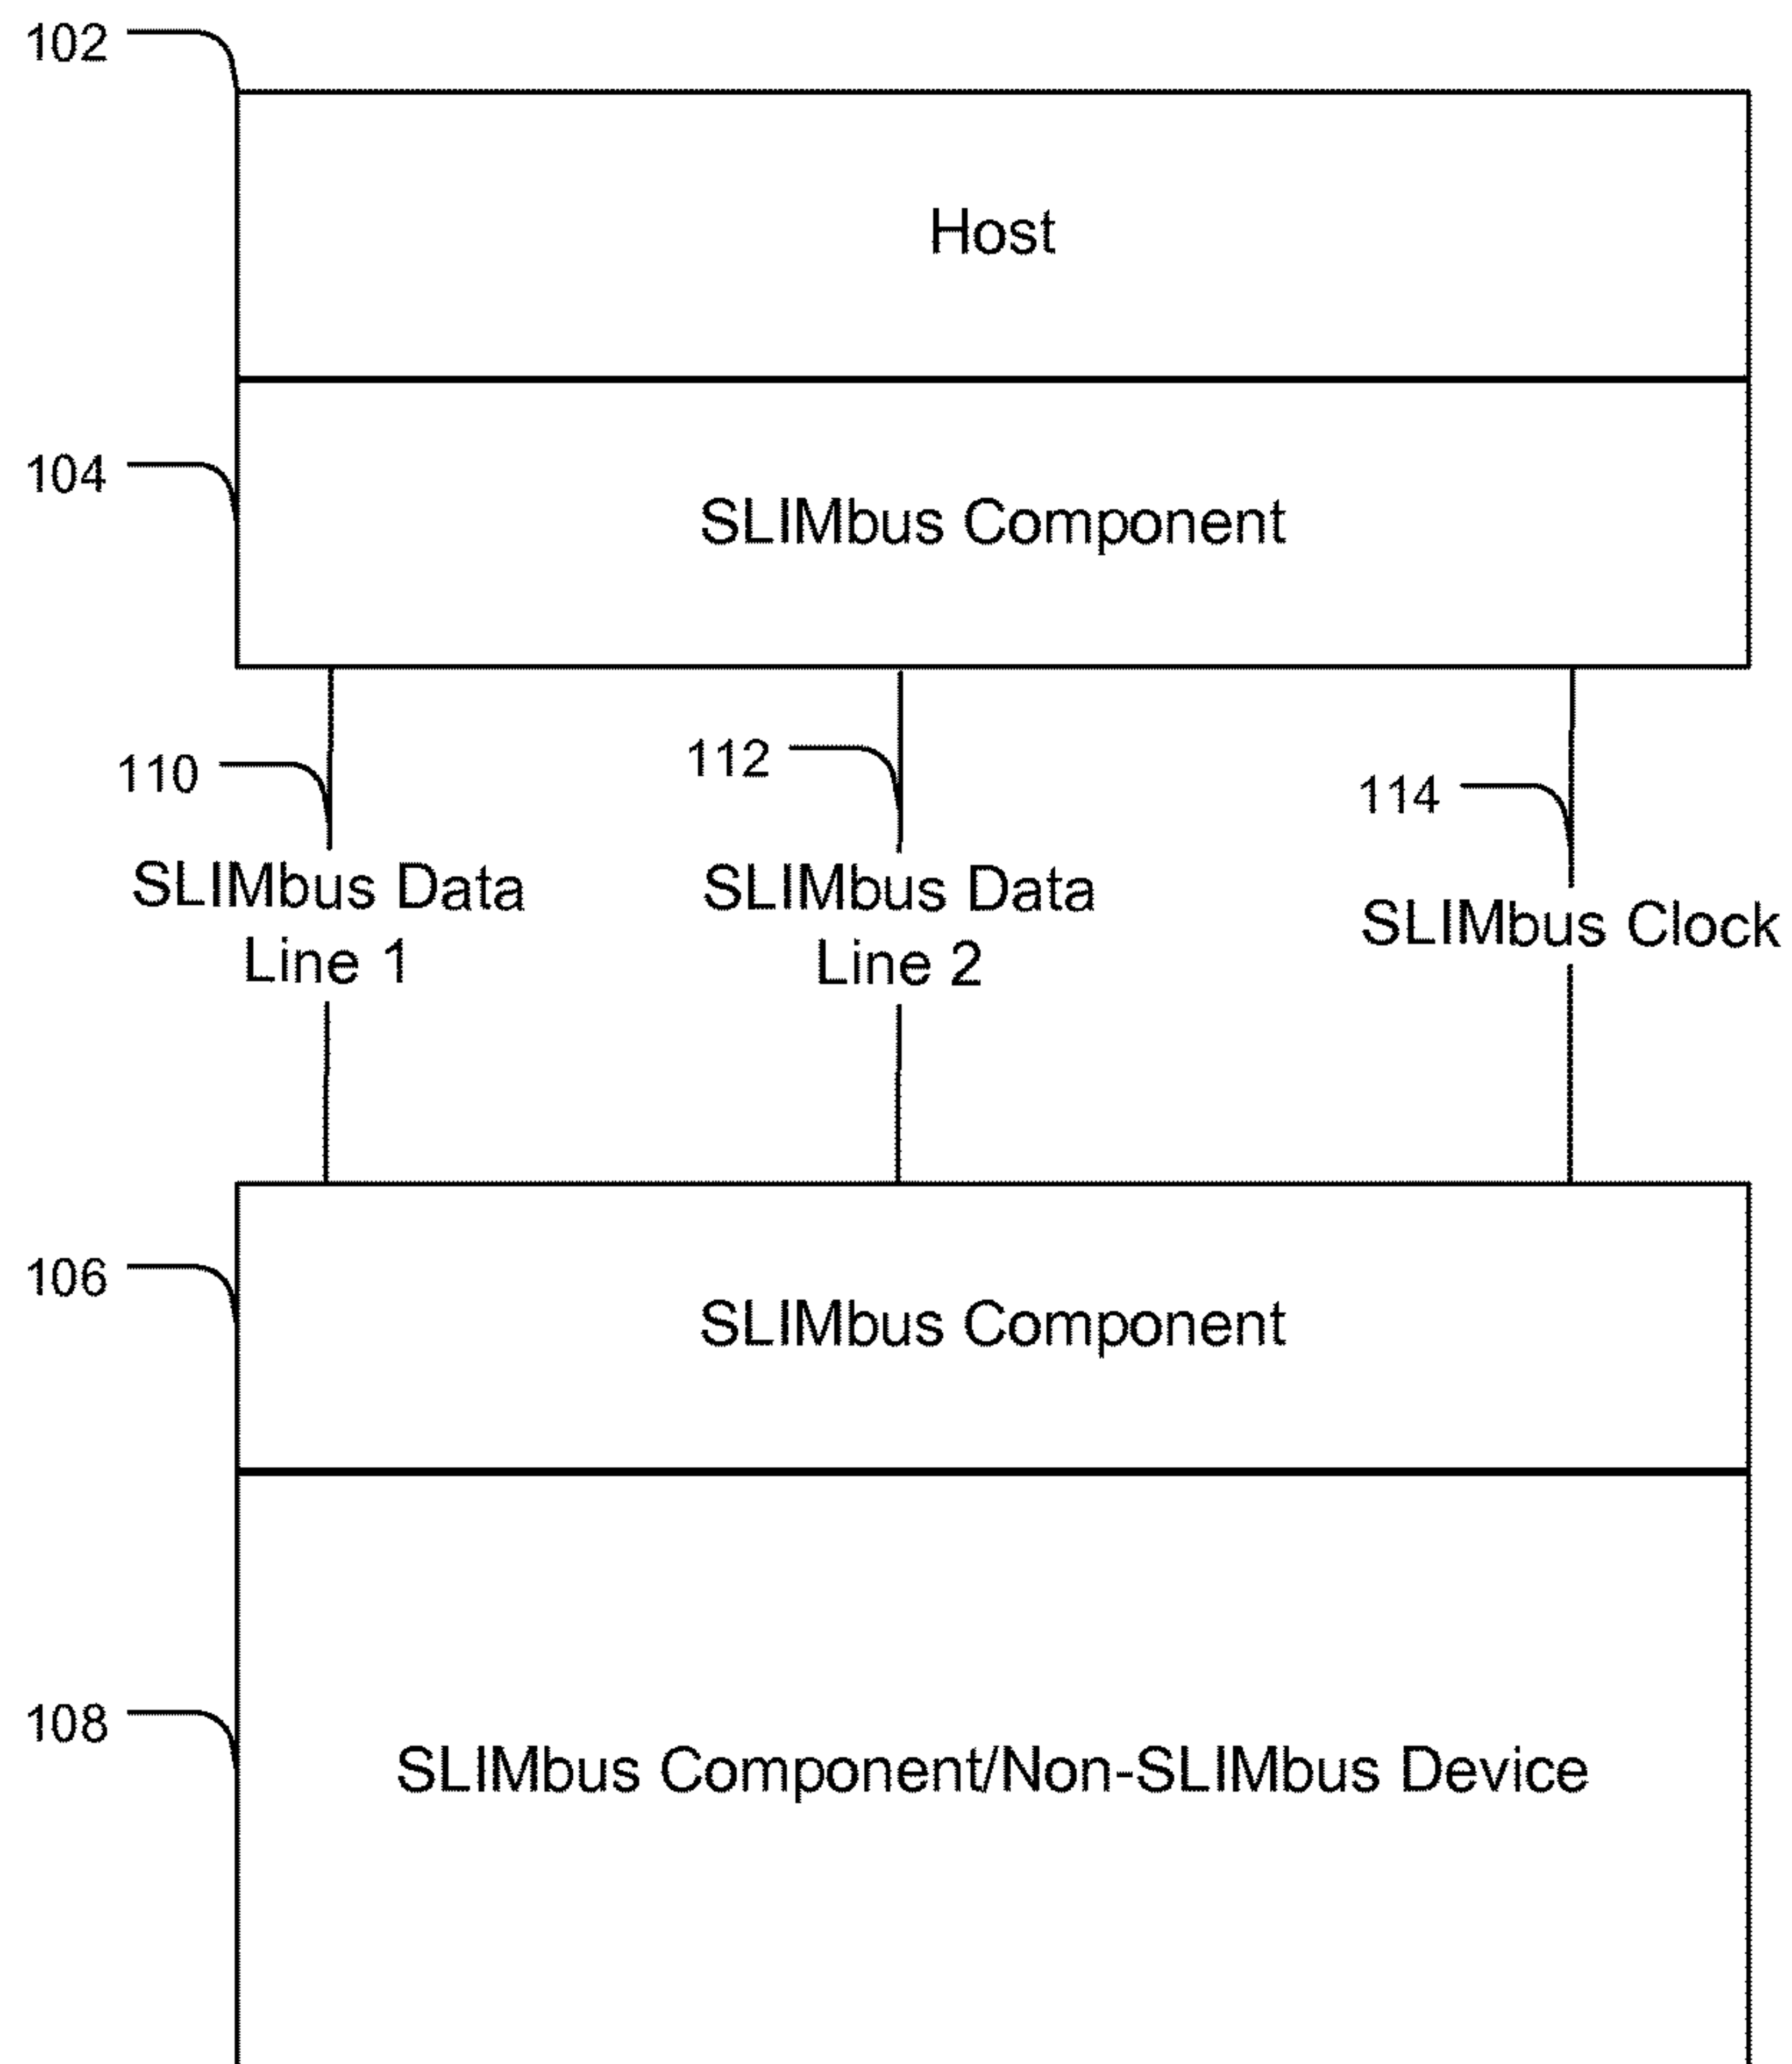 102
Host
104
SLIMbus Component
110
112
114
SLIMbus Data
Line 1
SLIMbus Data
Line 2
SLIMbus Clock
106
SLIMbus Component
108
SLIMbus Component/Non-SLIMbus Device